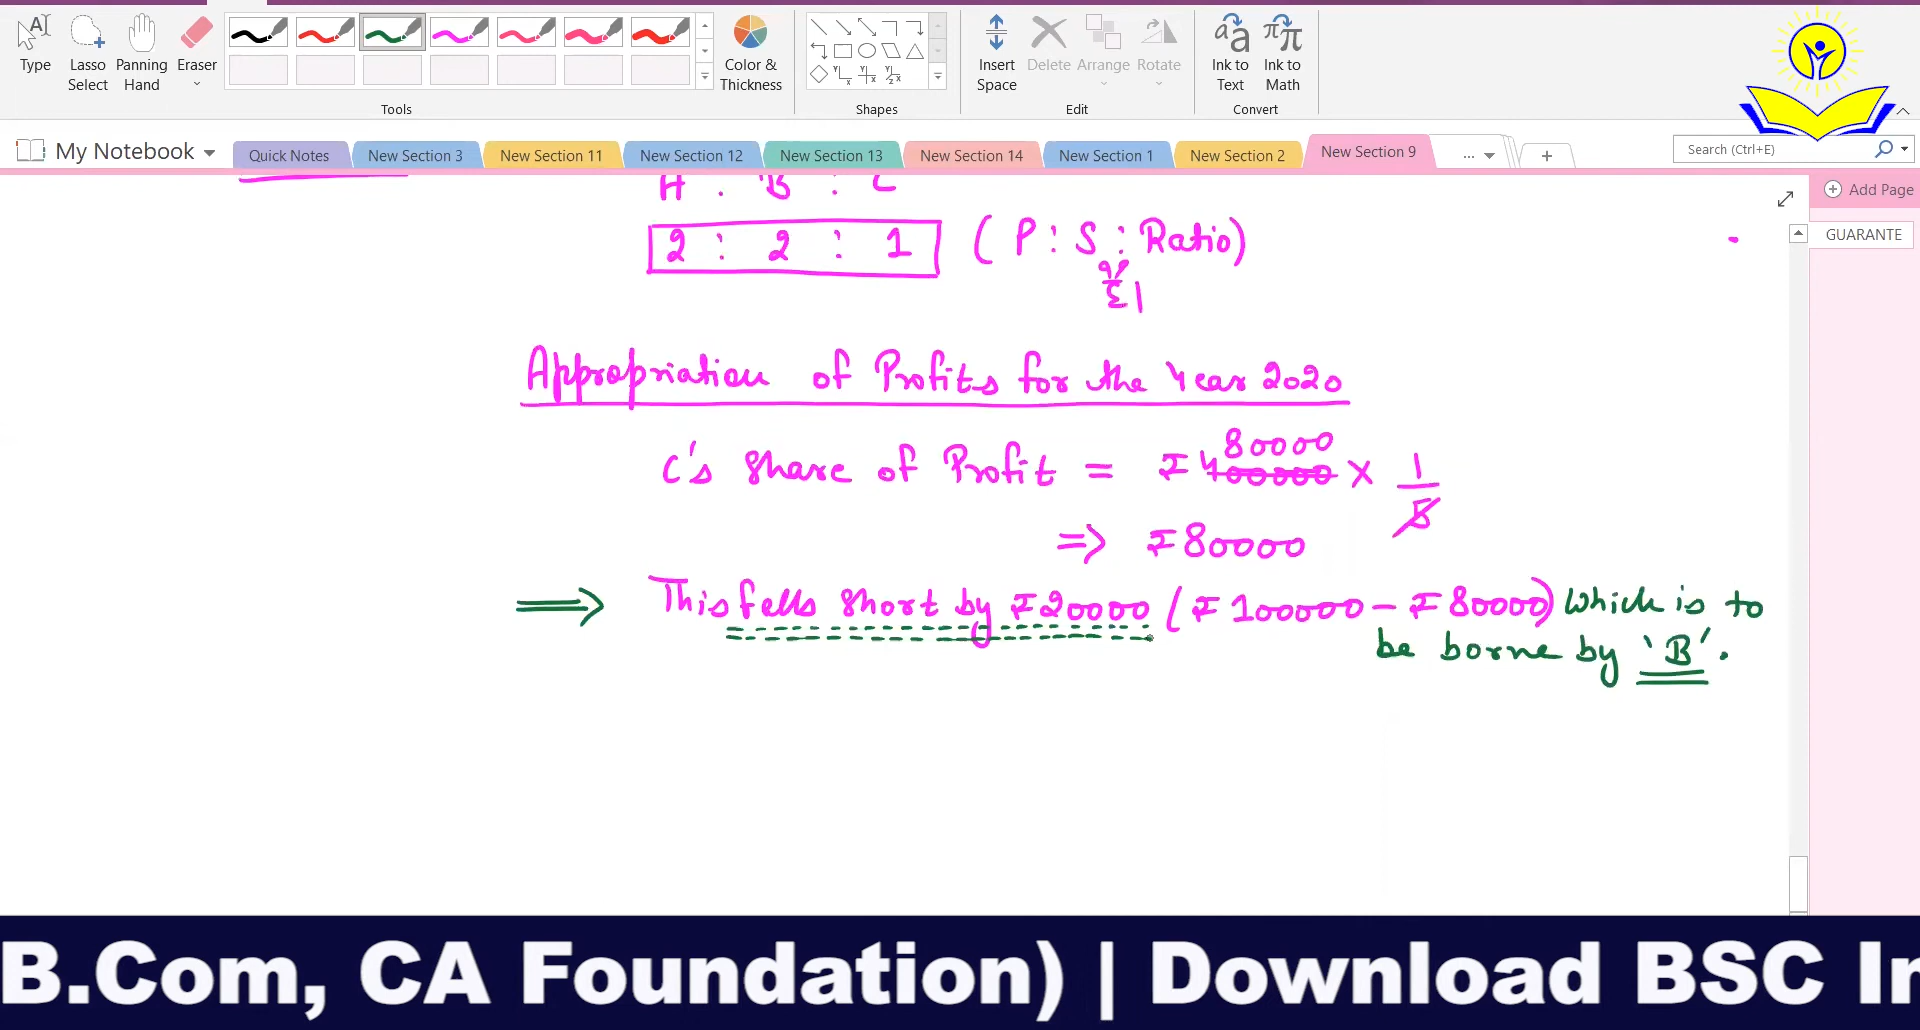 Type
Lasso Select
Panning Hand
Eraser
Tools
Color & Thickness
Shapes
Insert Space
Delete
Arrange
Rotate
Edit
Ink to Text
Ink to Math
Convert
My Notebook
Quick Notes
New Section 3
New Section 11
New Section 12
New Section 13
New Section 14
New Section 1
New Section 2
New Section 9
...
Search (Ctrl+E)
Add Page
GUARANTE
A : B : C
2 : 2 : 1 ( P : S : Ratio)
Appropriation of Profits for the Year 2020
80000
C's Share of Profit = ₹400000 × 1/5
=> ₹80000
=> This fells short by ₹20000 (₹100000 - ₹80000) which is to
be borne by 'B'.
B.Com, CA Foundation) | Download BSC In